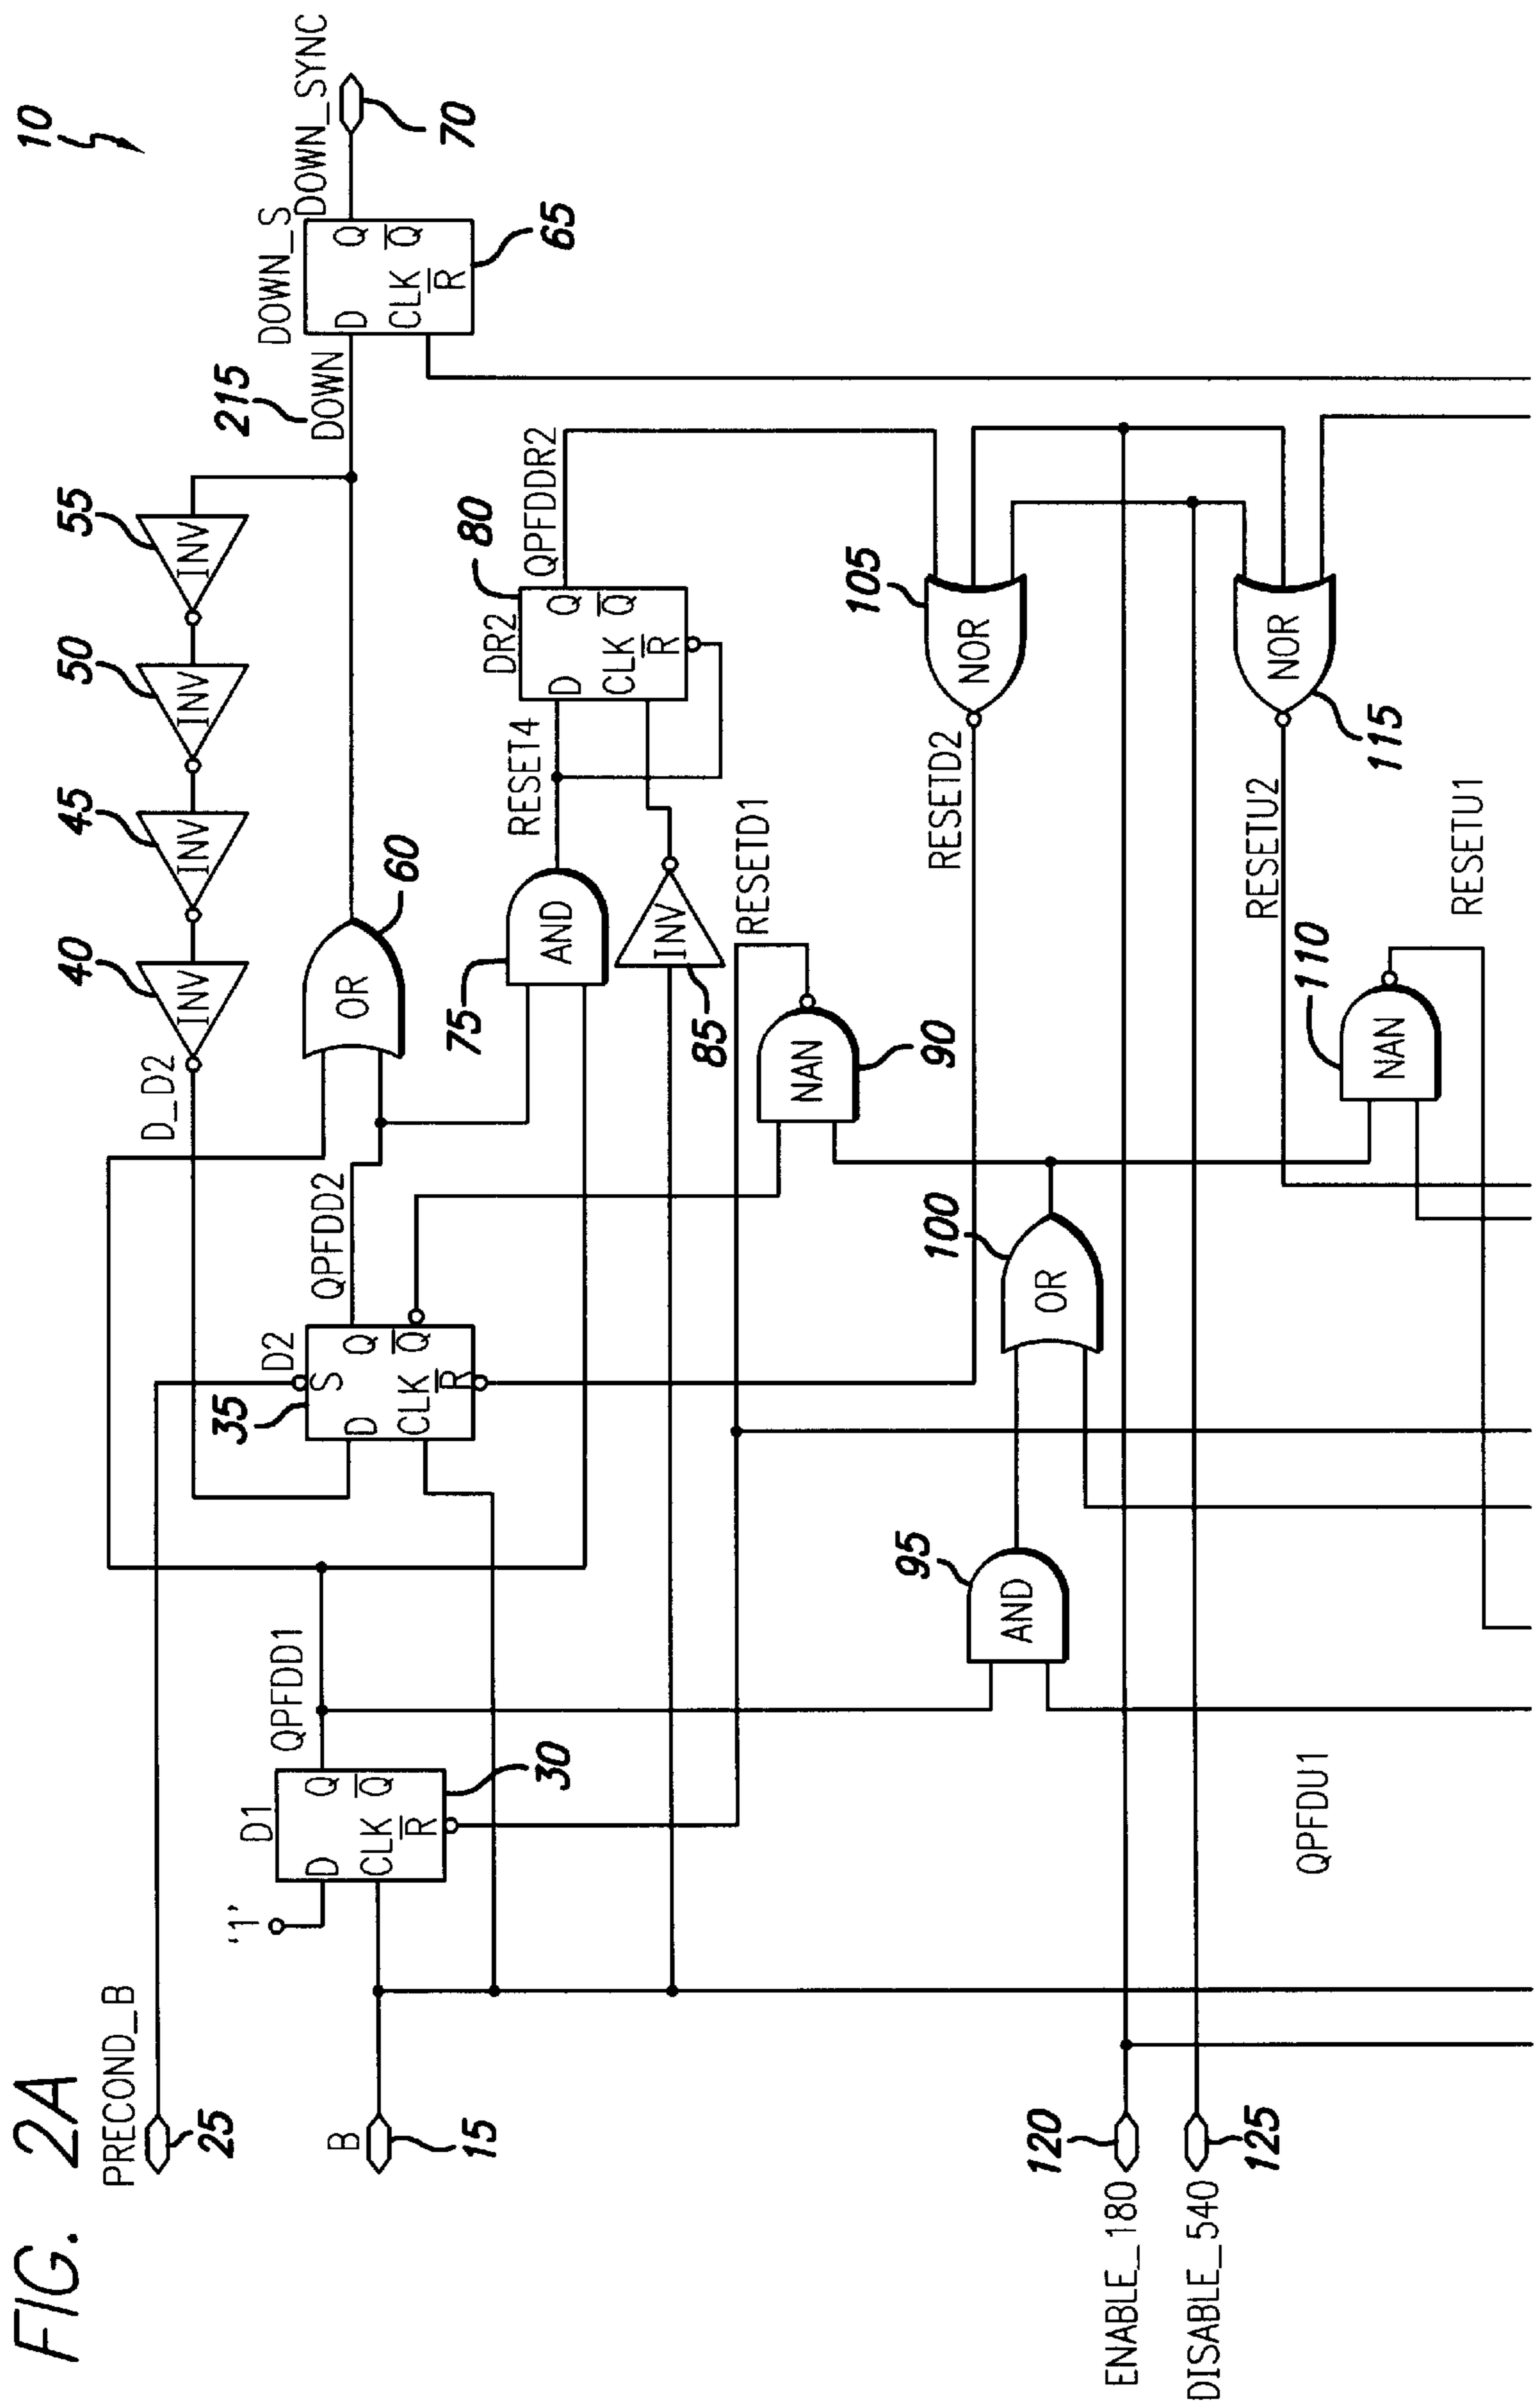 FIG. 2A
10
PRECOND_B
25
B
15
'1'
D1
D
Q
CLK
Q
R
30
QPFDD1
35
D2
S
D
Q
CLK
Q
R
QPFDD2
D_D2
40
INV
45
INV
50
INV
55
INV
OR
60
215
DOWN
DOWN_S
D
Q
CLK
Q
R
65
DOWN_SYNC
70
75
AND
RESET4
DR2
80
D
Q
CLK
Q
R
QPFDDR2
85
INV
RESETD1
NAN
90
95
AND
100
OR
RESETD2
105
NOR
RESETU2
NOR
115
110
NAN
RESETU1
QPFDU1
ENABLE_180
120
DISABLE_540
125